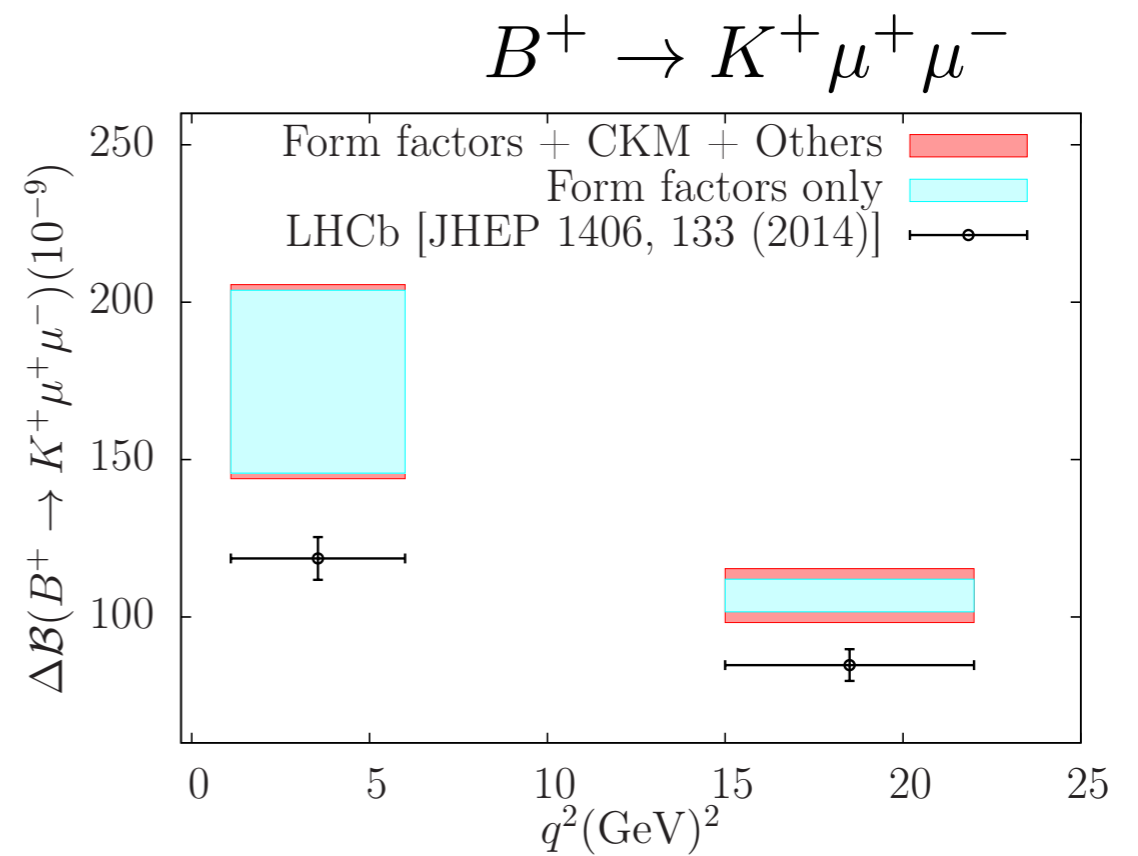 B⁺ → K⁺μ⁺μ⁻
Form factors + CKM + Others
Form factors only
LHCb [JHEP 1406, 133 (2014)]
Δℬ(B⁺ → K⁺μ⁺μ⁻)(10⁻⁹)
250
200
150
100
0 5 10 15 20 25
q²(GeV)²